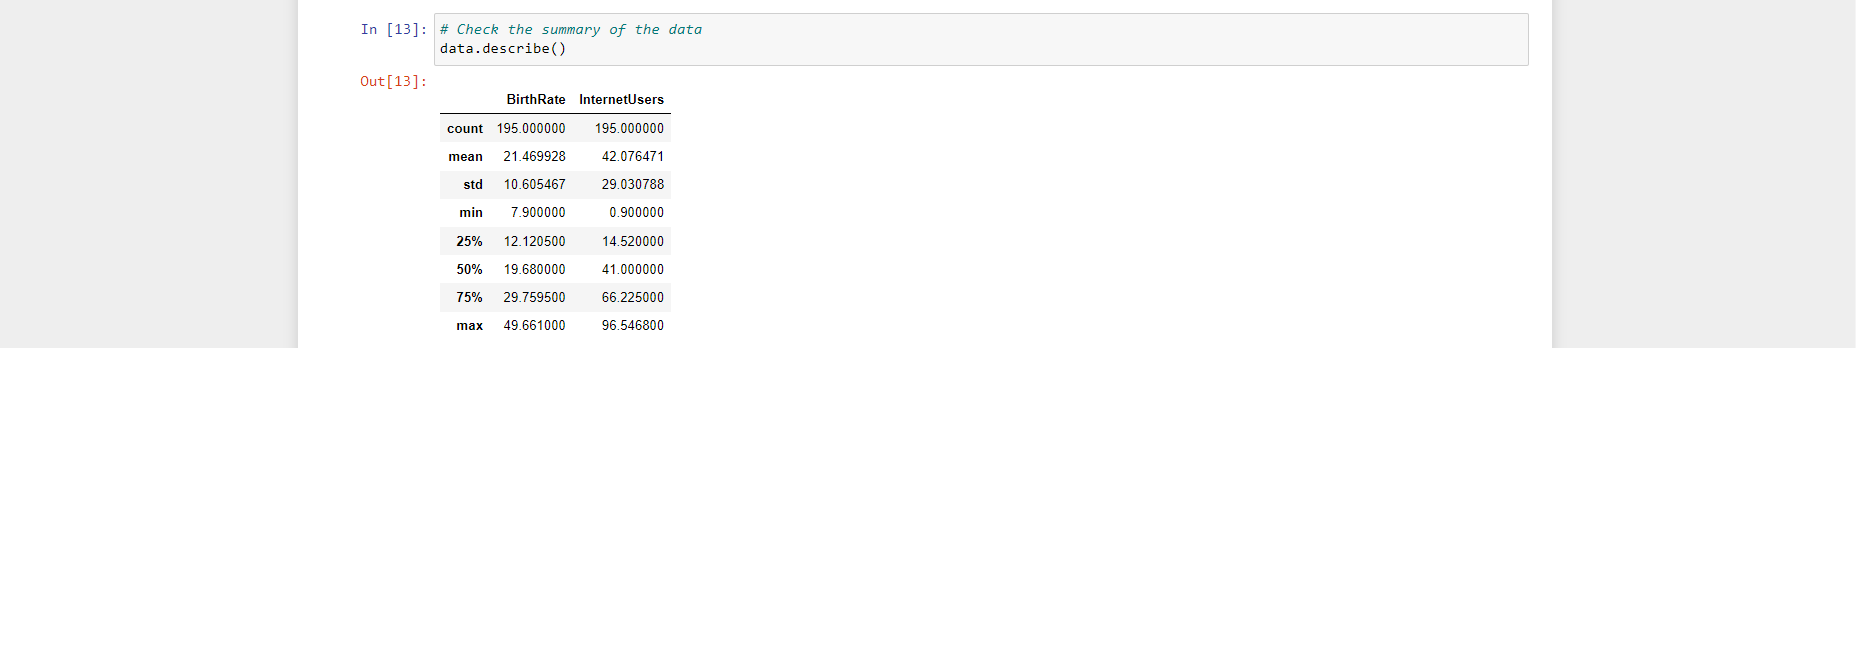 In [13]: # Check the summary of the data
data.describe()
Out[13]:
BirthRate InternetUsers
count 195.000000 195.000000
mean 21.469928 42.076471
std 10.605467 29.030788
min 7.900000 0.900000
25% 12.120500 14.520000
50% 19.680000 41.000000
75% 29.759500 66.225000
max 49.661000 96.546800